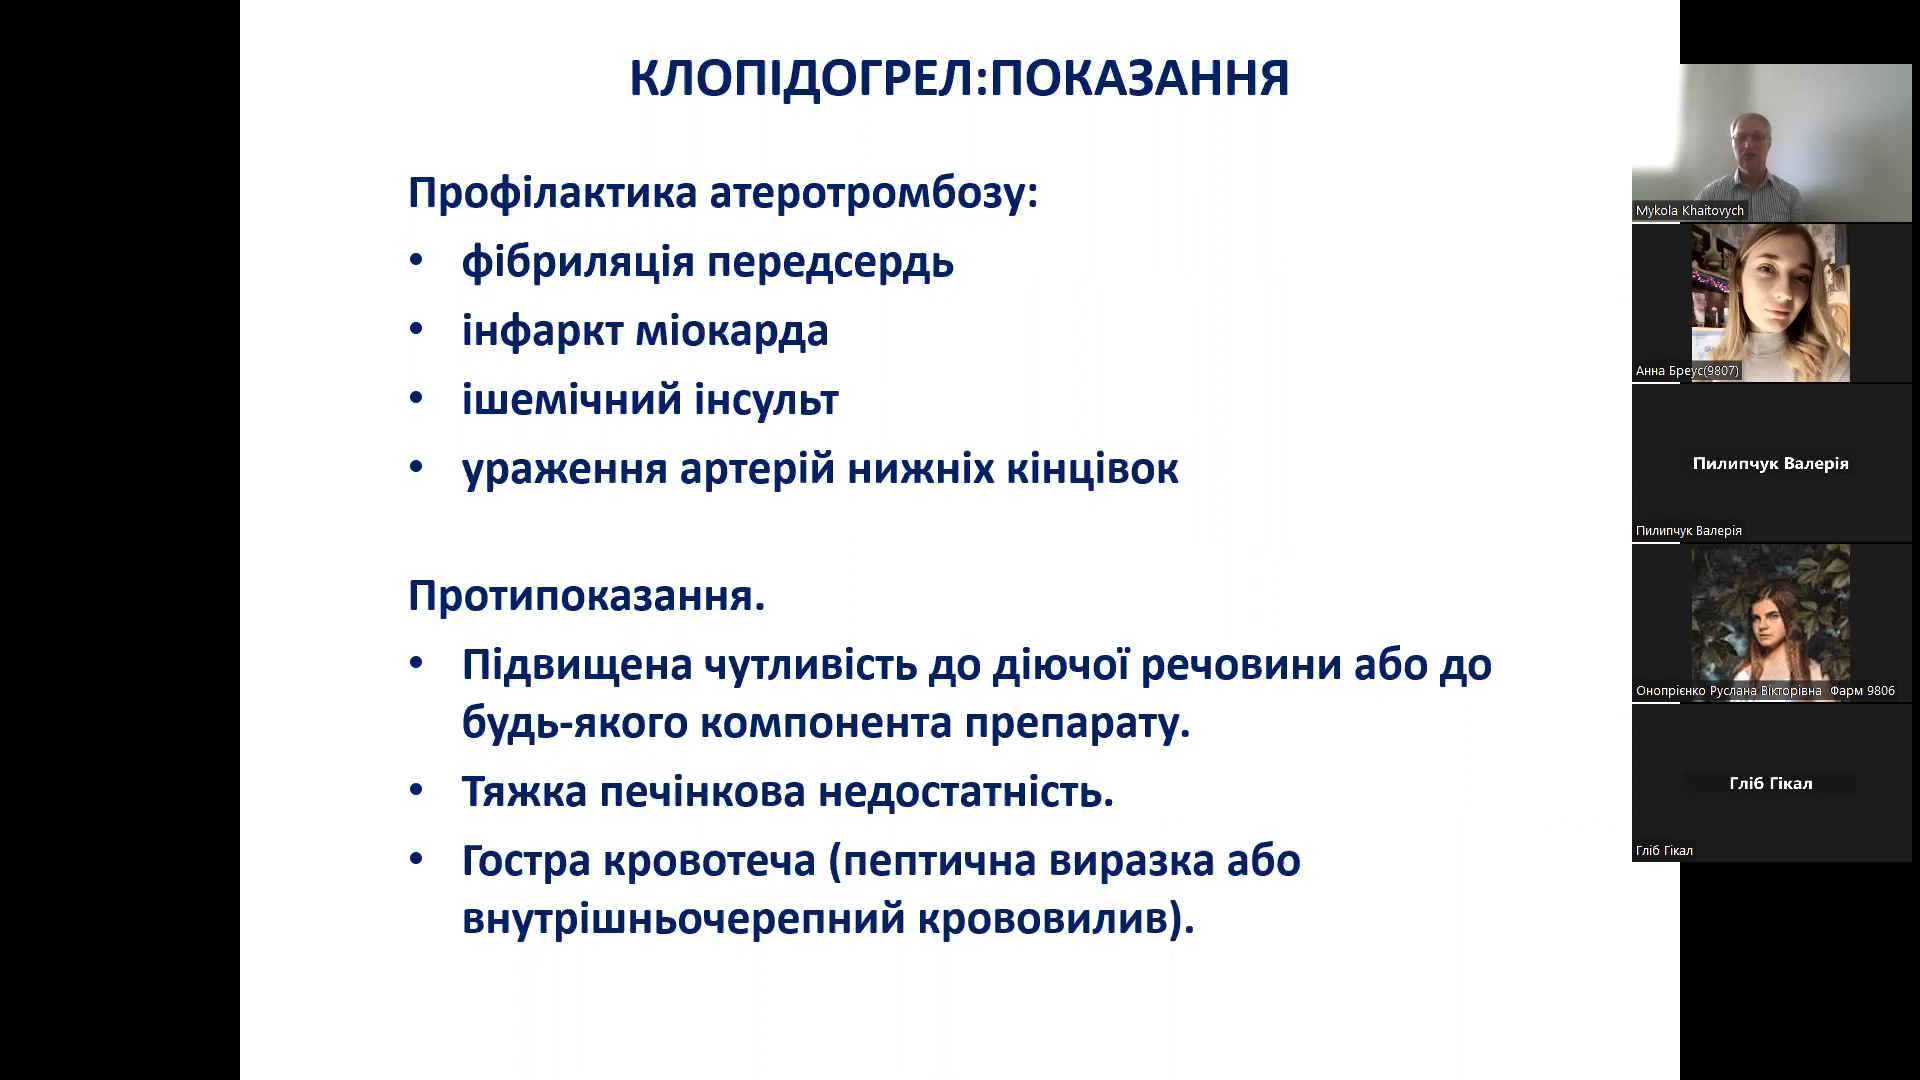 КЛОПІДОГРЕЛ:ПОКАЗАННЯ
Профілактика атеротромбозу:
• фібриляція передсердь
• інфаркт міокарда
• ішемічний інсульт
• ураження артерій нижніх кінцівок
Протипоказання.
• Підвищена чутливість до діючої речовини або до
будь-якого компонента препарату.
• Тяжка печінкова недостатність.
• Гостра кровотеча (пептична виразка або
внутрішньочерепний крововилив).
Mykola Khaitovych
Анна Бреус(9807)
Пилипчук Валерія
Пилипчук Валерія
Онопрієнко Руслана Вікторівна Фарм 9806
Гліб Гікал
Гліб Гікал